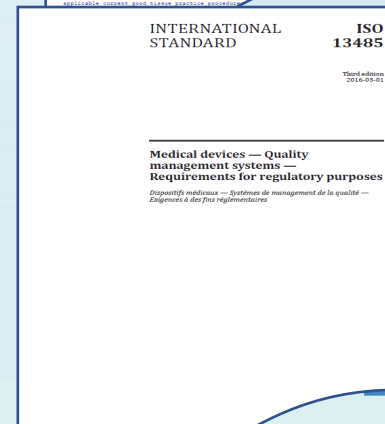 applicable current good tissue practice procedure
INTERNATIONAL
STANDARD
ISO
13485
Third edition
2016-03-01
Medical devices — Quality
management systems —
Requirements for regulatory purposes
Dispositifs médicaux — Systèmes de management de la qualité —
Exigences à des fins réglementaires